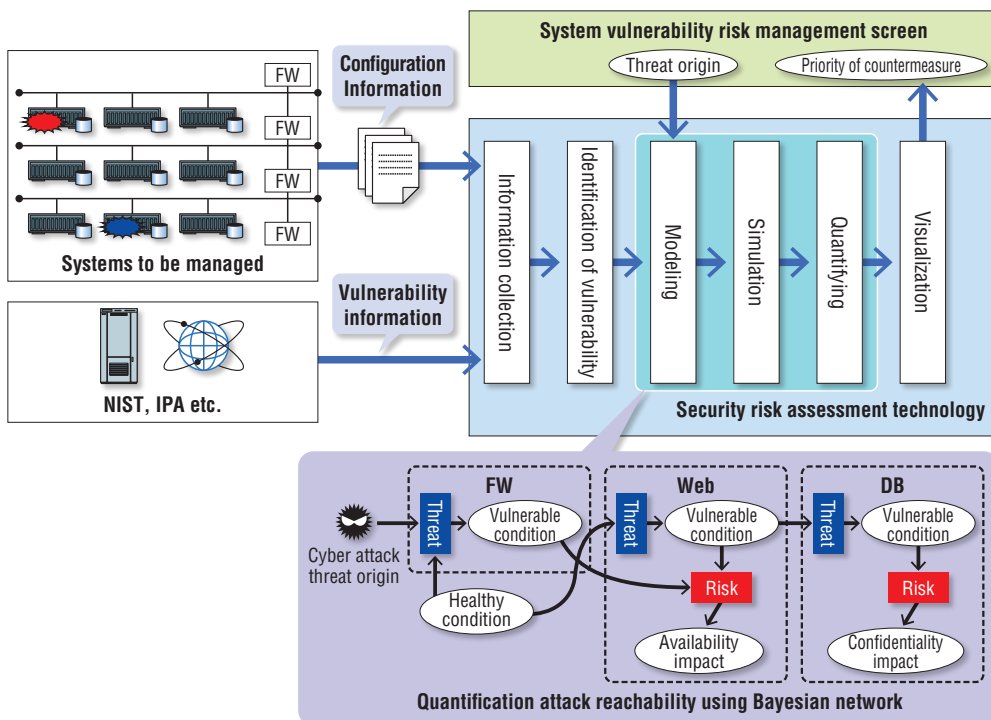 System vulnerability risk management screen
Threat origin
Priority of countermeasure
Configuration
Information
FW
FW
FW
FW
Systems to be managed
Vulnerability
information
NIST, IPA etc.
Information collection
Identification of vulnerability
Modeling
Simulation
Quantifying
Visualization
Security risk assessment technology
FW
Web
DB
Threat
Vulnerable
condition
Threat
Vulnerable
condition
Threat
Vulnerable
condition
Cyber attack
threat origin
Healthy
condition
Risk
Risk
Availability
impact
Confidentiality
impact
Quantification attack reachability using Bayesian network